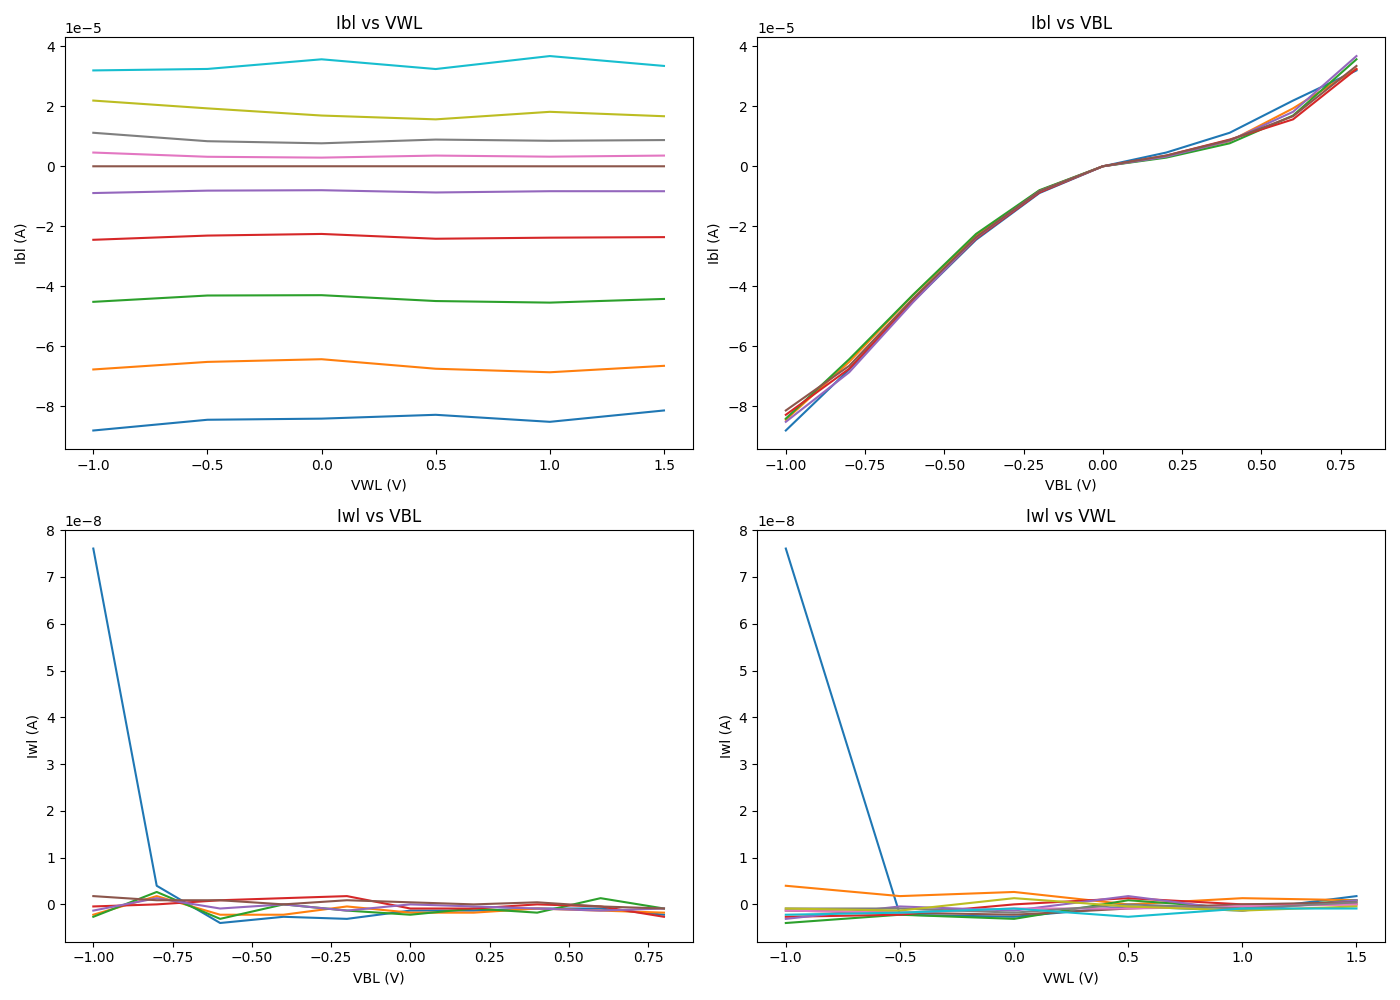 Ibl vs VWL
1e−5
Ibl (A)
4
2
0
−2
−4
−6
−8
−1.0 −0.5 0.0 0.5 1.0 1.5
VWL (V)
Ibl vs VBL
1e−5
Ibl (A)
4
2
0
−2
−4
−6
−8
−1.00 −0.75 −0.50 −0.25 0.00 0.25 0.50 0.75
VBL (V)
Iwl vs VBL
1e−8
Iwl (A)
8
7
6
5
4
3
2
1
0
−1.00 −0.75 −0.50 −0.25 0.00 0.25 0.50 0.75
VBL (V)
Iwl vs VWL
1e−8
Iwl (A)
8
7
6
5
4
3
2
1
0
−1.0 −0.5 0.0 0.5 1.0 1.5
VWL (V)